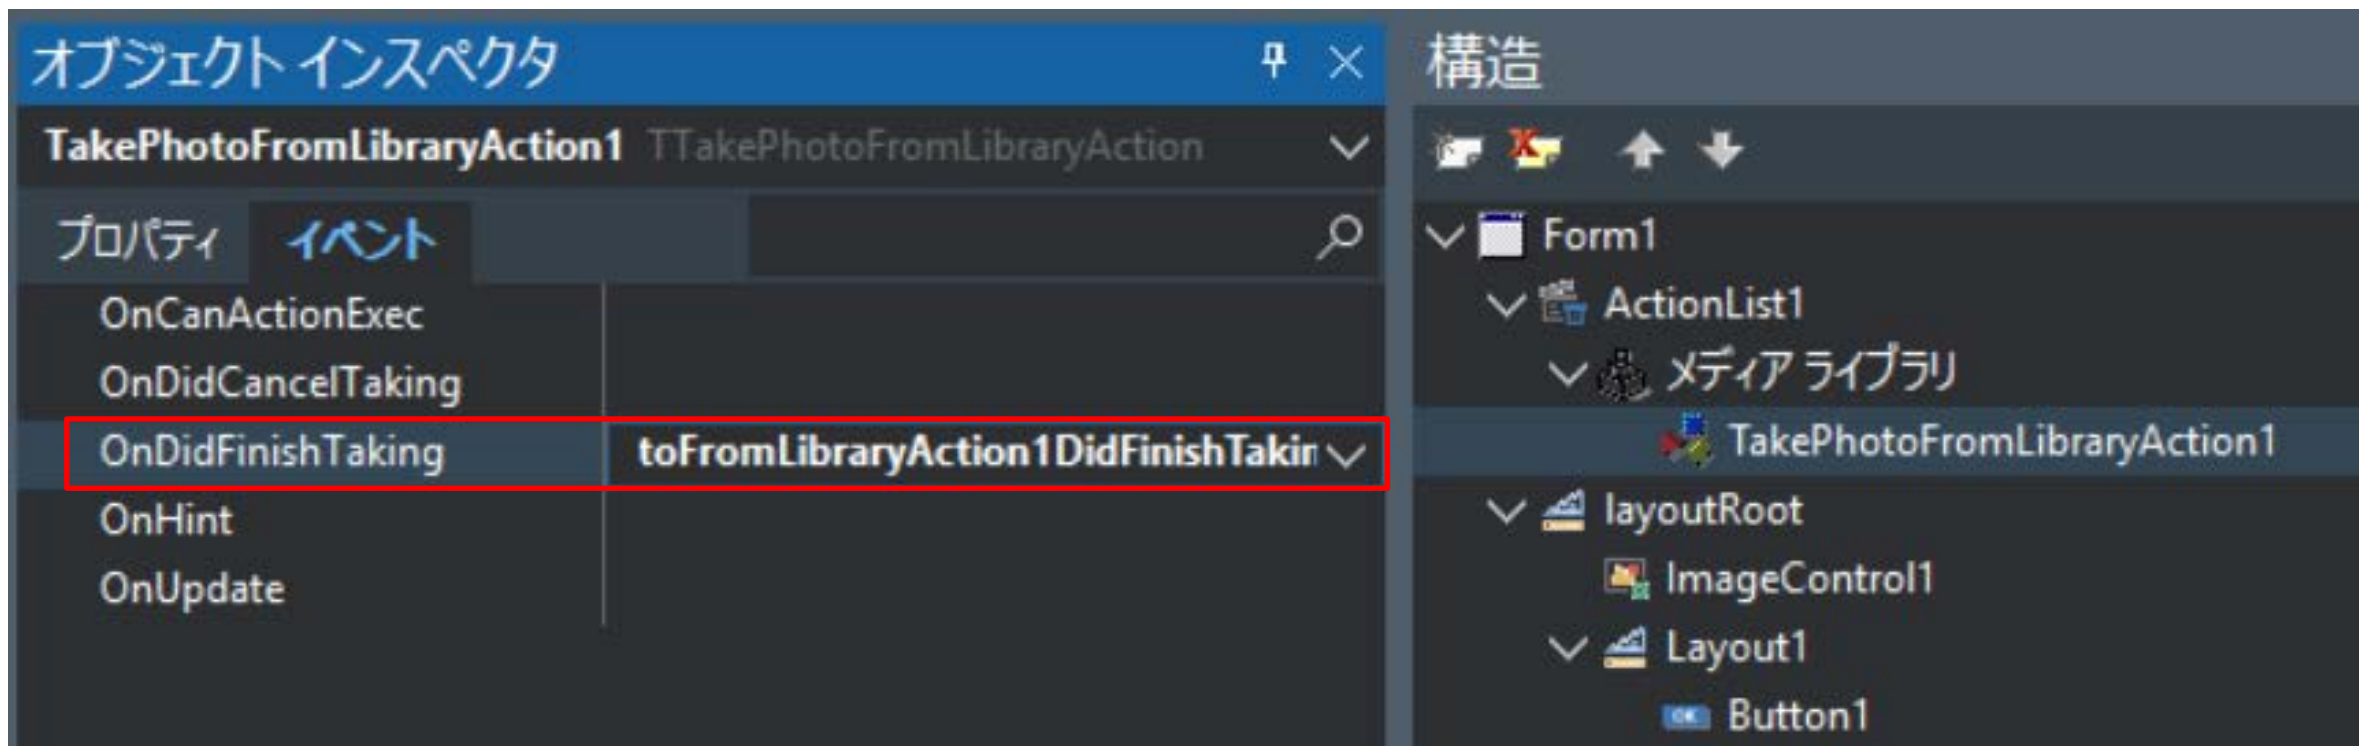 オブジェクト インスペクタ
TakePhotoFromLibraryAction1 TTakePhotoFromLibraryAction
プロパティ イベント
OnCanActionExec
OnDidCancelTaking
OnDidFinishTaking toFromLibraryAction1DidFinishTakin
OnHint
OnUpdate
構造
Form1
ActionList1
メディア ライブラリ
TakePhotoFromLibraryAction1
layoutRoot
ImageControl1
Layout1
OK Button1